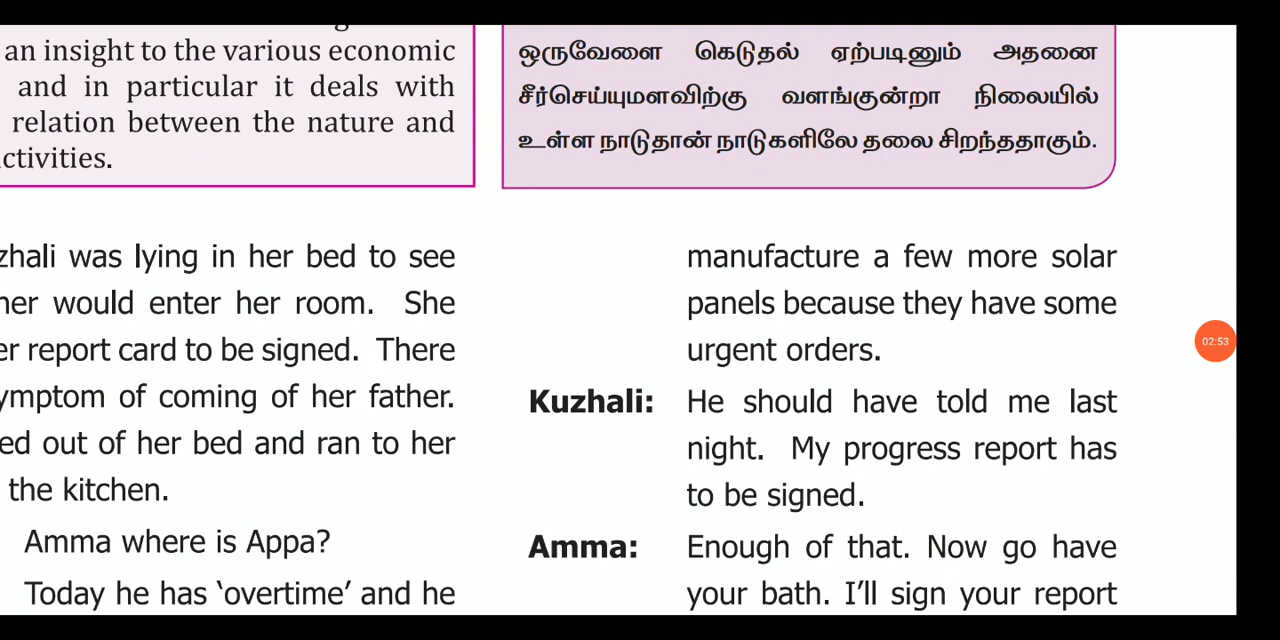 an insight to the various economic
and in particular it deals with
relation between the nature and
ctivities.
ஒருவேளை கெடுதல் ஏற்படினும் அதனை
சீர்செய்யுமளவிற்கு வளங்குன்றா நிலையில்
உள்ள நாடுதான் நாடுகளிலே தலை சிறந்ததாகும்.
zhali was lying in her bed to see
her would enter her room. She
er report card to be signed. There
ymptom of coming of her father.
ed out of her bed and ran to her
the kitchen.
Amma where is Appa?
Today he has ‘overtime’ and he
manufacture a few more solar
panels because they have some
urgent orders.
Kuzhali: He should have told me last
night. My progress report has
to be signed.
Amma: Enough of that. Now go have
your bath. I’ll sign your report
02:53